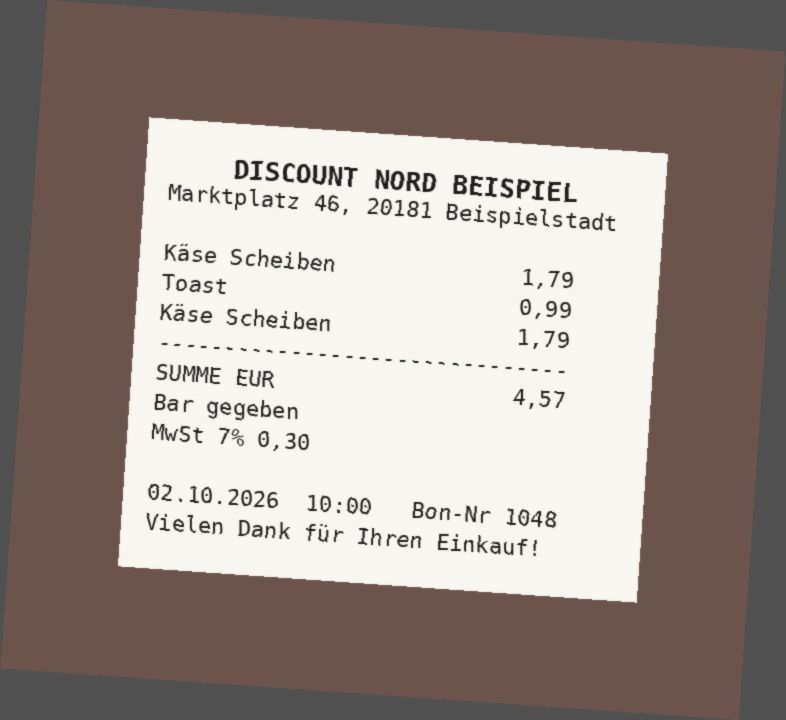 DISCOUNT NORD BEISPIEL
Marktplatz 46, 20181 Beispielstadt
Käse Scheiben 1,79
Toast 0,99
Käse Scheiben 1,79
--------------------------------
SUMME EUR 4,57
Bar gegeben
MwSt 7% 0,30
02.10.2026 10:00 Bon-Nr 1048
Vielen Dank für Ihren Einkauf!